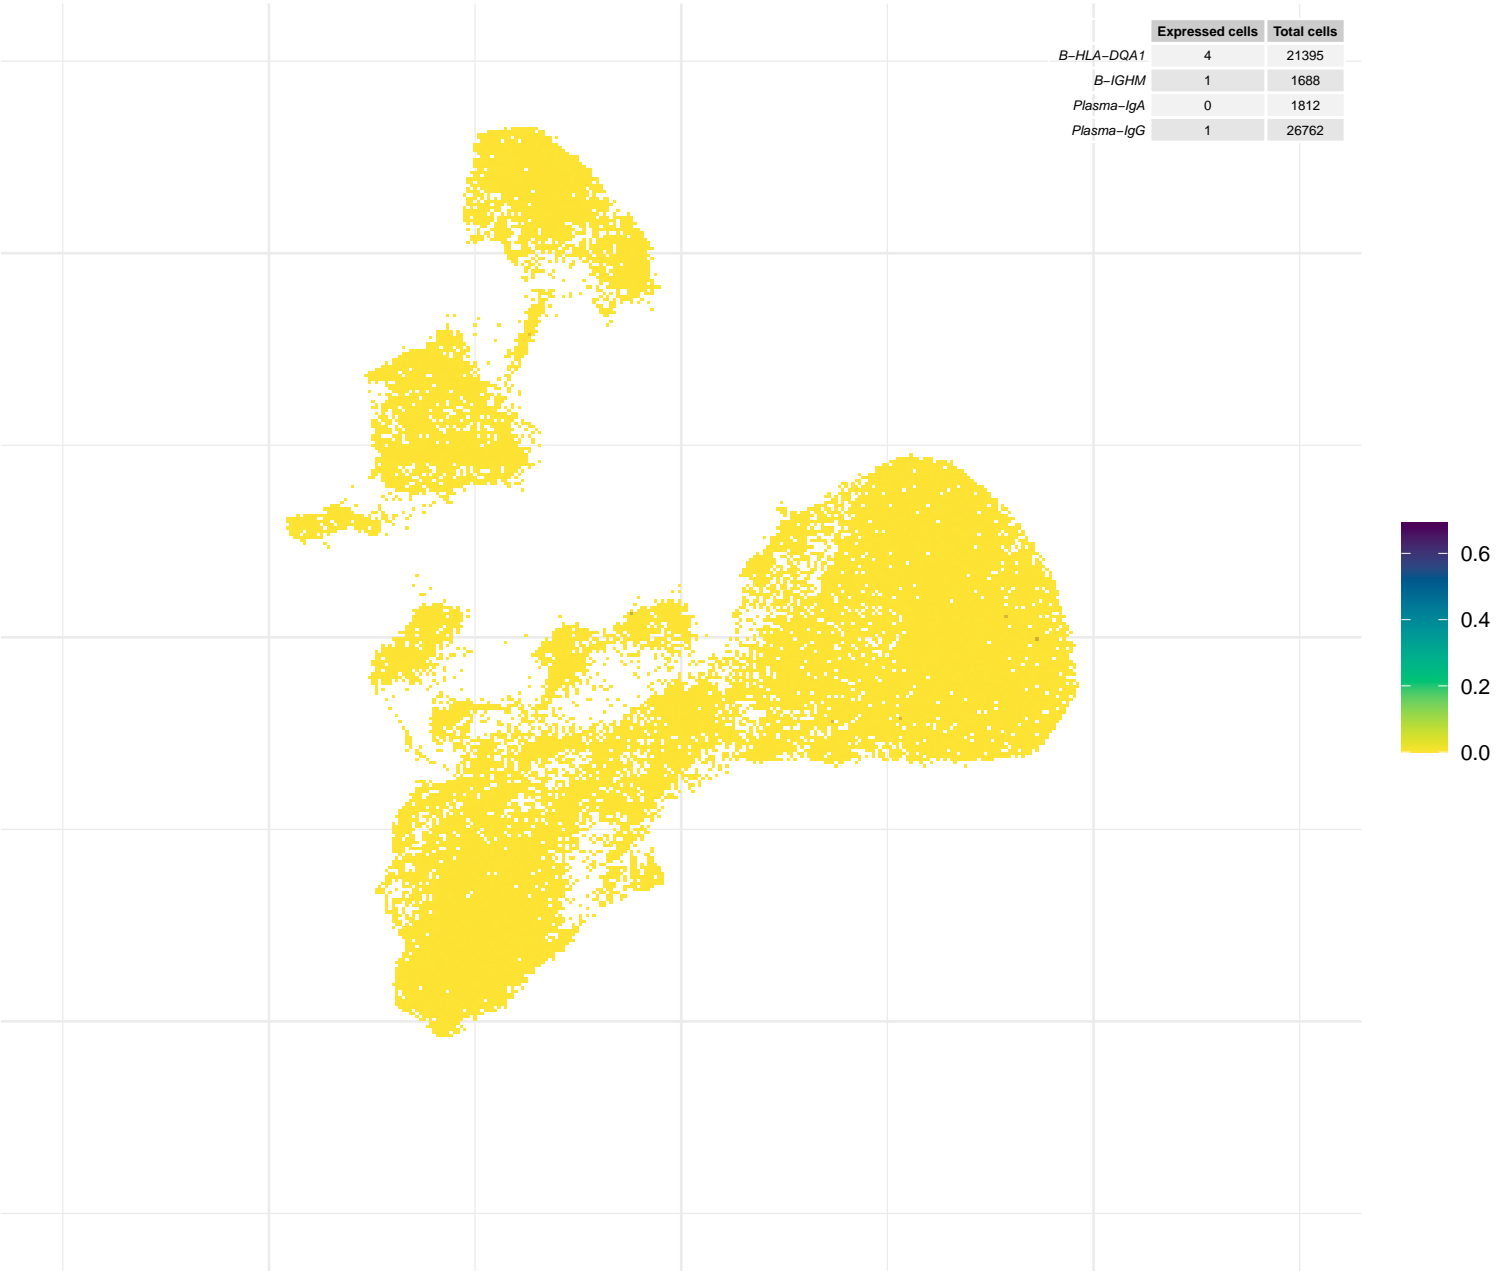 Expressed cells Total cells
B−HLA−DQA1 4 21395
B−IGHM 1 1688
Plasma−IgA 0 1812
Plasma−IgG 1 26762
0.6
0.4
0.2
0.0